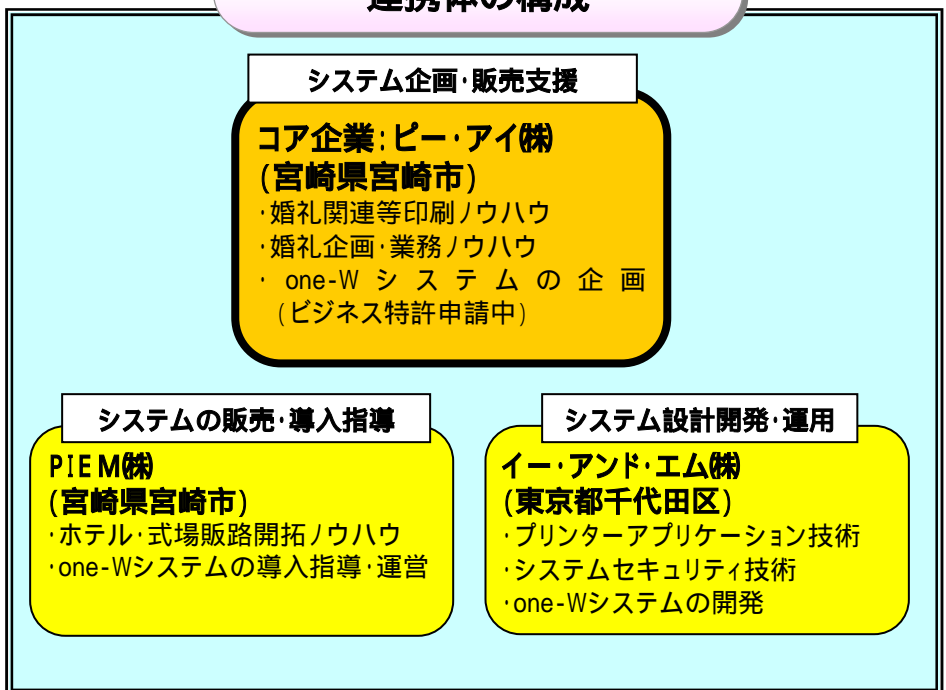 連携体の構成
システム企画・販売支援
コア企業:ピー・アイ㈱
(宮崎県宮崎市)
・婚礼関連等印刷ノウハウ
・婚礼企画・業務ノウハウ
・ one-W システムの企画
(ビジネス特許申請中)
システムの販売・導入指導
PIEM㈱
(宮崎県宮崎市)
・ホテル・式場販路開拓ノウハウ
・one-Wシステムの導入指導・運営
システム設計開発・運用
イー・アンド・エム㈱
(東京都千代田区)
・プリンターアプリケーション技術
・システムセキュリティ技術
・one-Wシステムの開発